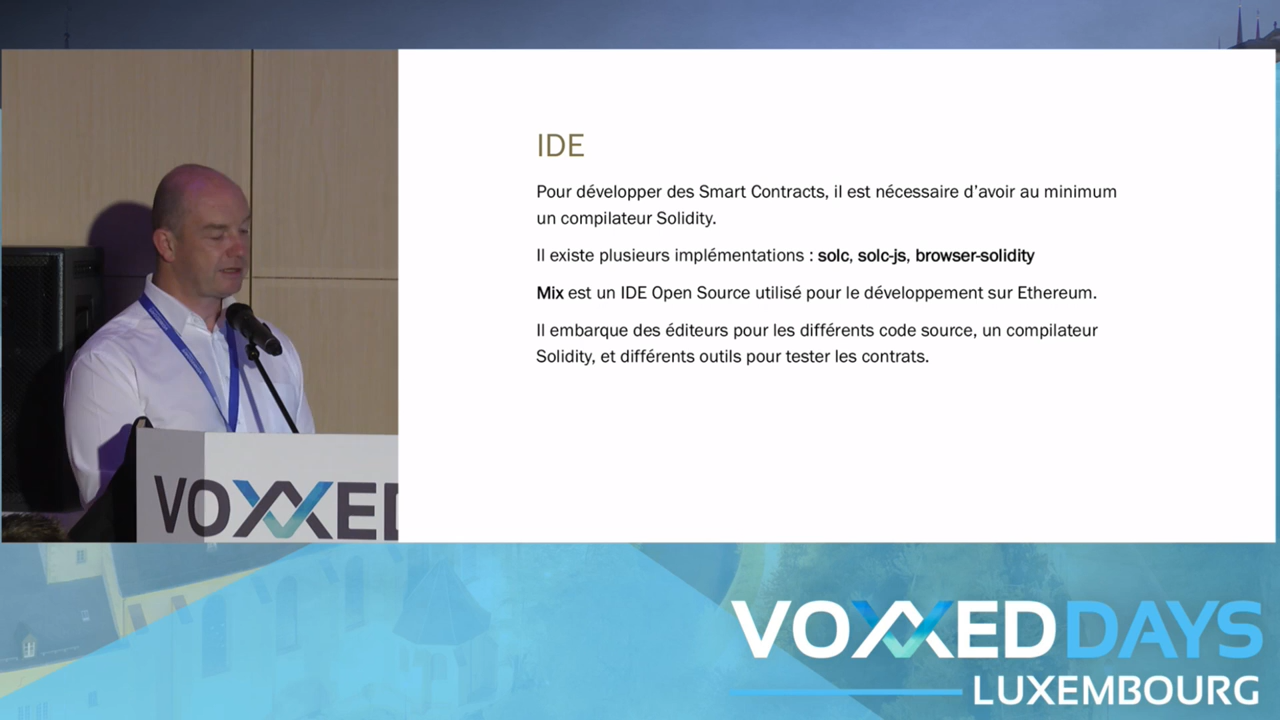 IDE
Pour développer des Smart Contracts, il est nécessaire d’avoir au minimum
un compilateur Solidity.
Il existe plusieurs implémentations : solc, solc-js, browser-solidity
Mix est un IDE Open Source utilisé pour le développement sur Ethereum.
Il embarque des éditeurs pour les différents code source, un compilateur
Solidity, et différents outils pour tester les contrats.
VOXXED
VOXXED DAYS
LUXEMBOURG